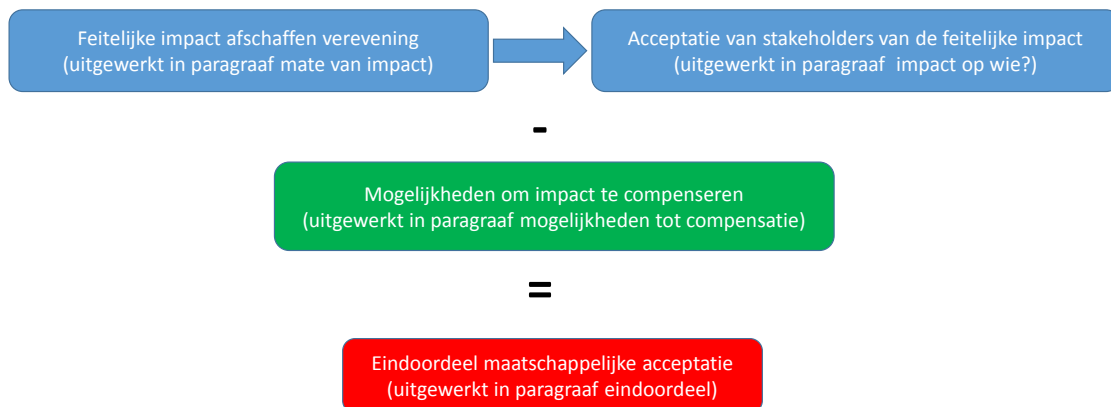 Feitelijke impact afschaffen verevening
(uitgewerkt in paragraaf mate van impact)
Acceptatie van stakeholders van de feitelijke impact
(uitgewerkt in paragraaf impact op wie?)
-
Mogelijkheden om impact te compenseren
(uitgewerkt in paragraaf mogelijkheden tot compensatie)
=
Eindoordeel maatschappelijke acceptatie
(uitgewerkt in paragraaf eindoordeel)